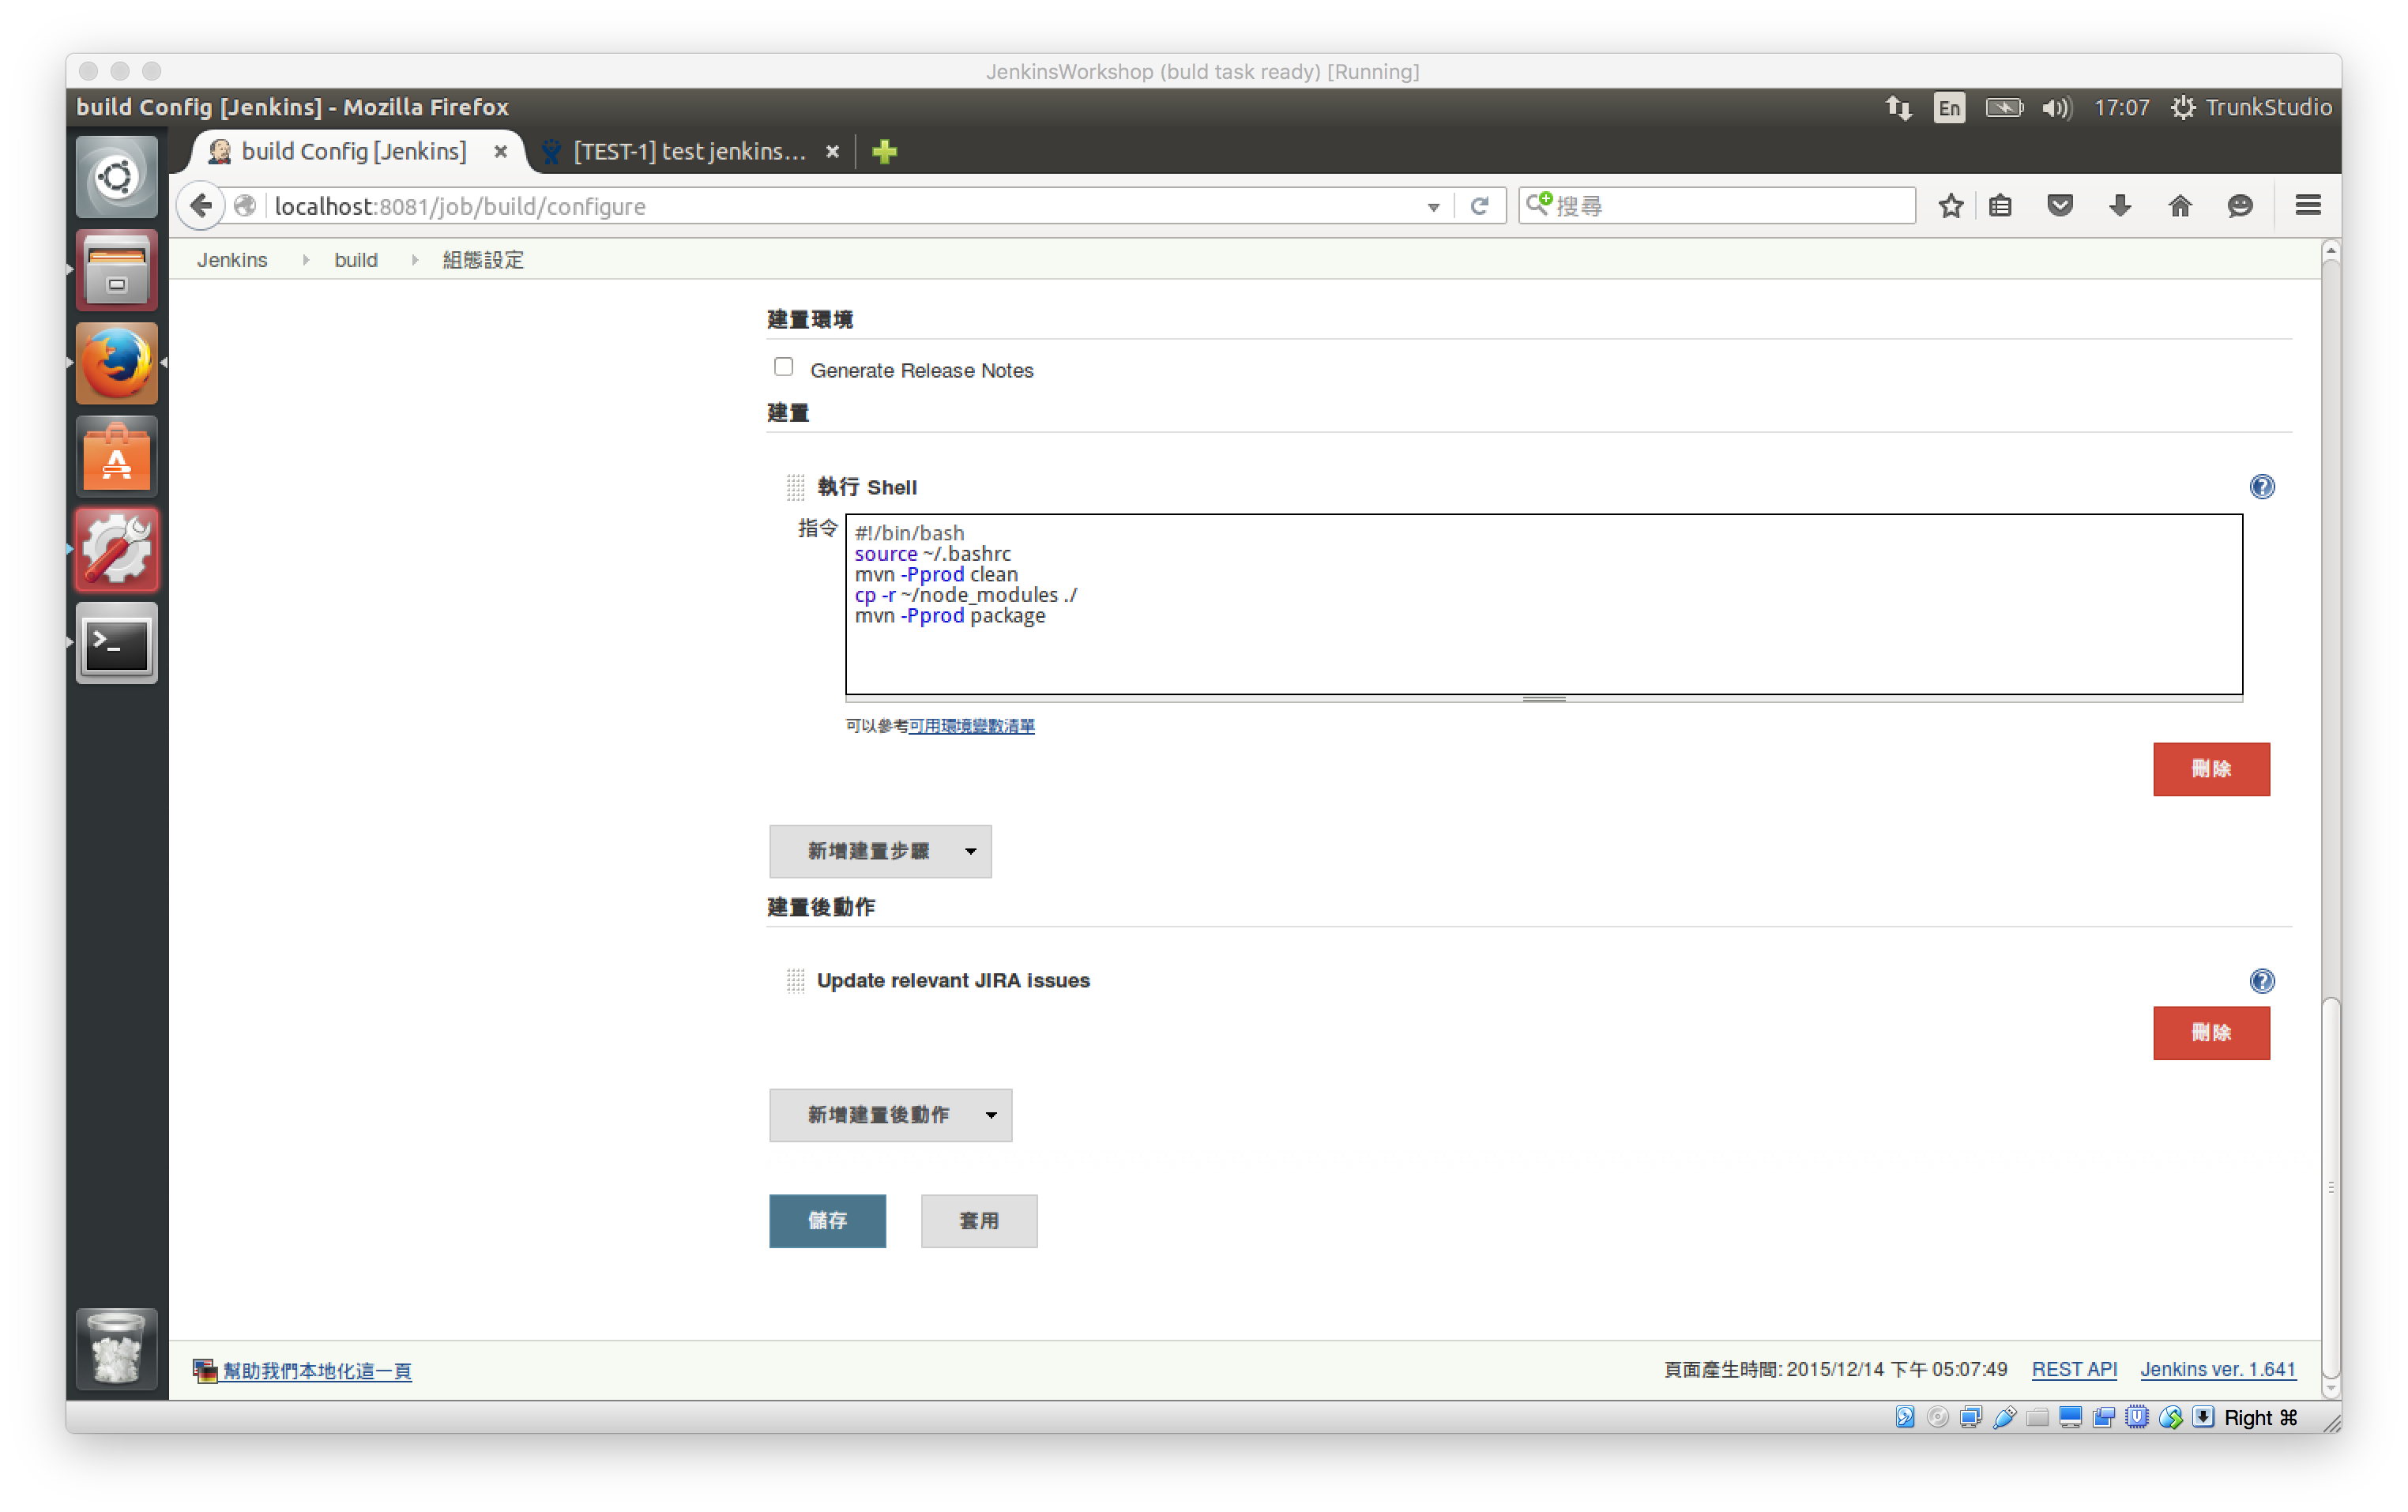 JenkinsWorkshop (buld task ready) [Running]
build Config [Jenkins] - Mozilla Firefox
En
17:07
TrunkStudio
build Config [Jenkins]
[TEST-1] test jenkins...
localhost:8081/job/build/configure
搜尋
Jenkins
build
組態設定
建置環境
Generate Release Notes
建置
執行 Shell
指令
#!/bin/bash
source ~/.bashrc
mvn -Pprod clean
cp -r ~/node_modules ./
mvn -Pprod package
可以參考可用環境變數清單
刪除
新增建置步驟
建置後動作
Update relevant JIRA issues
刪除
新增建置後動作
儲存
套用
幫助我們本地化這一頁
頁面產生時間: 2015/12/14 下午 05:07:49
REST API
Jenkins ver. 1.641
Right ⌘